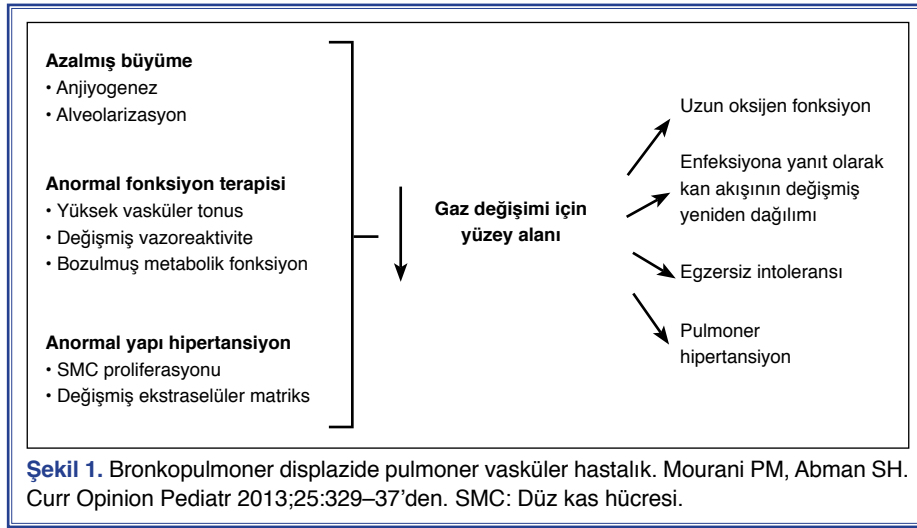 Azalmış büyüme
• Anjiyogenez
• Alveolarizasyon
Anormal fonksiyon terapisi
• Yüksek vasküler tonus
• Değişmiş vazoreaktivite
• Bozulmuş metabolik fonksiyon
Anormal yapı hipertansiyon
• SMC proliferasyonu
• Değişmiş ekstraselüler matriks
Gaz değişimi için
yüzey alanı
Uzun oksijen fonksiyon
Enfeksiyona yanıt olarak
kan akışının değişmiş
yeniden dağılımı
Egzersiz intoleransı
Pulmoner
hipertansiyon
Şekil 1. Bronkopulmoner displazide pulmoner vasküler hastalık. Mourani PM, Abman SH.
Curr Opinion Pediatr 2013;25:329–37’den. SMC: Düz kas hücresi.